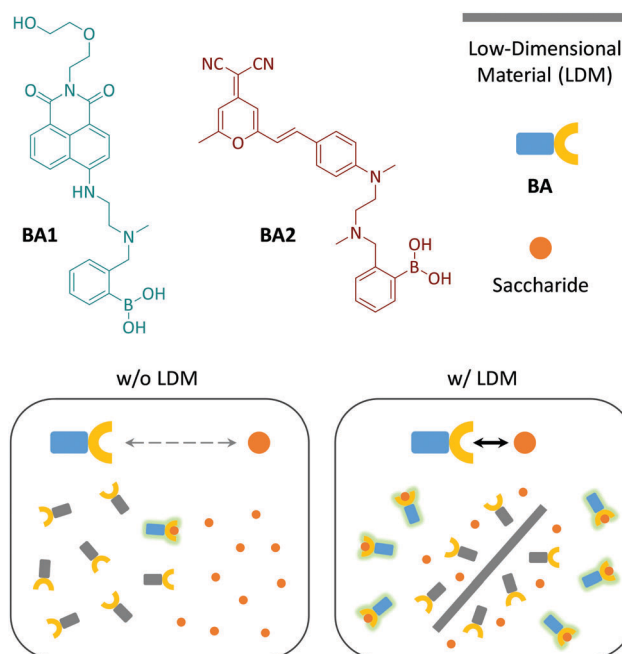 HO
O
N
O
O
HN
BA1
N
B
OH
OH
NC
CN
O
N
BA2
N
OH
B
OH
Low-Dimensional
Material (LDM)
BA
Saccharide
w/o LDM
w/ LDM